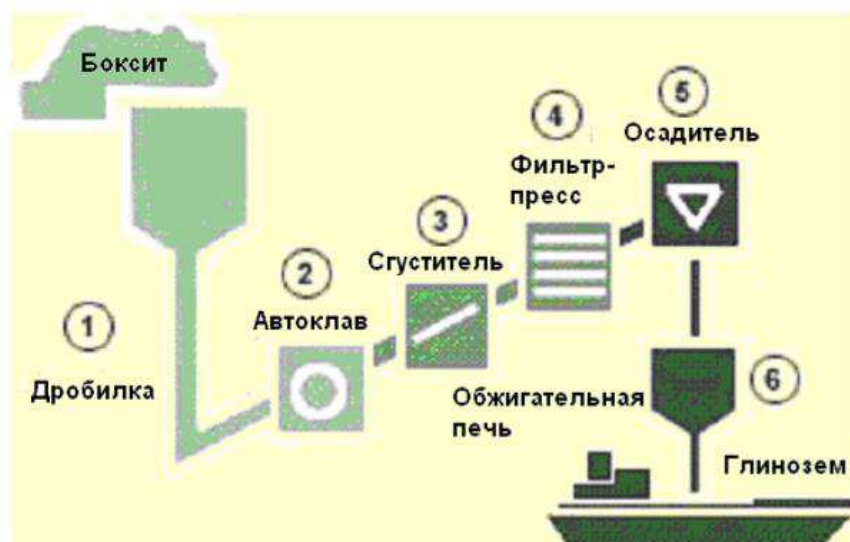 Боксит
1
Дробилка
2
Автоклав
3
Сгуститель
4
Фильтр-
пресс
5
Осадитель
6
Обжигательная
печь
Глинозем